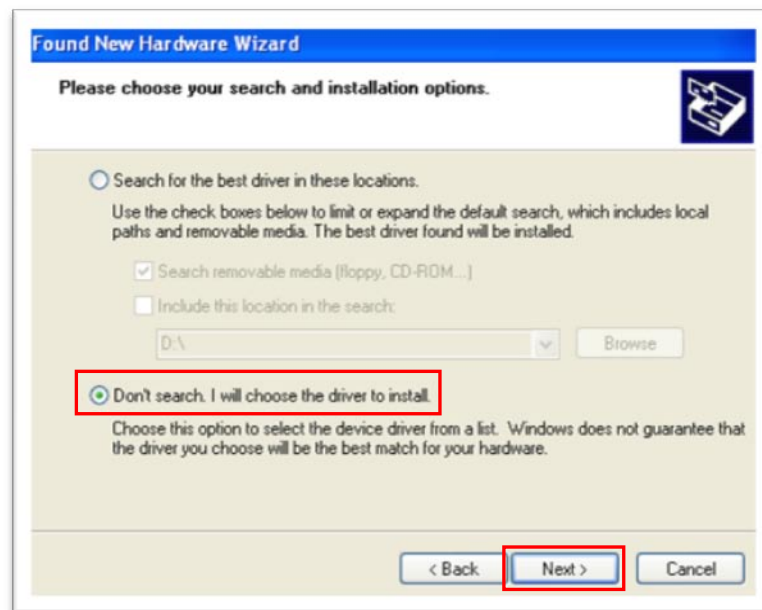 Found New Hardware Wizard
Please choose your search and installation options.
Search for the best driver in these locations.
Use the check boxes below to limit or expand the default search, which includes local
paths and removable media. The best driver found will be installed.
Search removable media (floppy, CD-ROM...)
Include this location in the search:
D:\
Browse
Don't search. I will choose the driver to install.
Choose this option to select the device driver from a list. Windows does not guarantee that
the driver you choose will be the best match for your hardware.
< Back
Next >
Cancel